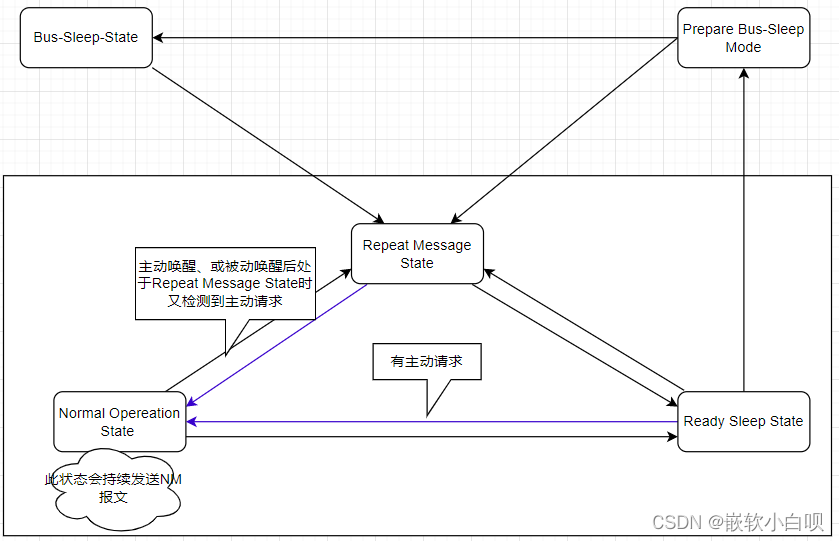 Bus-Sleep-State
Prepare Bus-Sleep
Mode
Repeat Message
State
主动唤醒、或被动唤醒后处
于Repeat Message State时
又检测到主动请求
有主动请求
Normal Opereation
State
Ready Sleep State
此状态会持续发送NM
报文
CSDN @嵌软小白呗